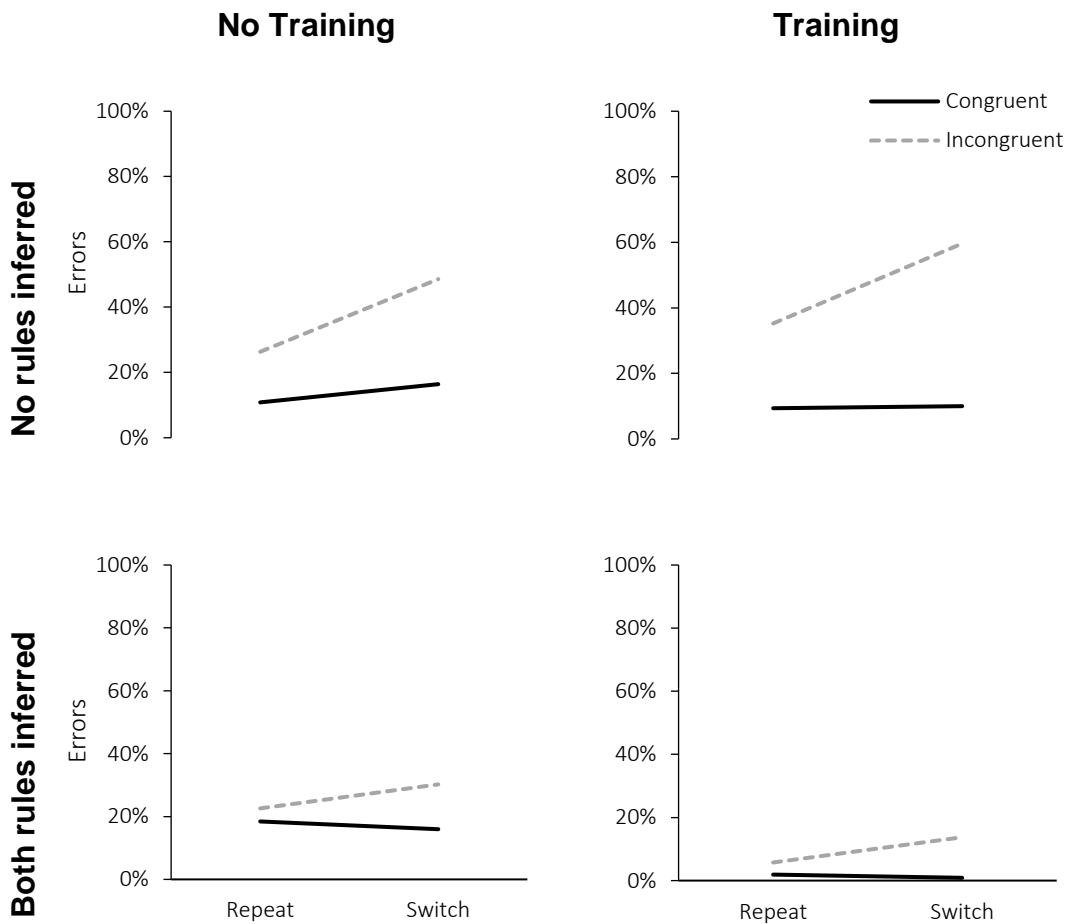 No Training
Training
No rules inferred
Errors
100%
80%
60%
40%
20%
0%
100%
80%
60%
40%
20%
0%
Congruent
Incongruent
Both rules inferred
Errors
100%
80%
60%
40%
20%
0%
Repeat
Switch
100%
80%
60%
40%
20%
0%
Repeat
Switch